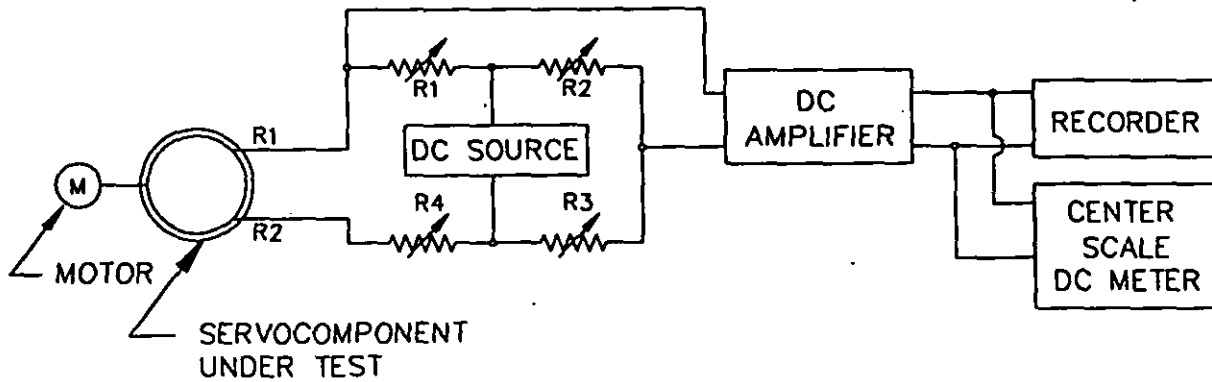 R1
R2
DC
AMPLIFIER
RECORDER
R1
DC SOURCE
M
R4
R3
R2
CENTER
SCALE
DC METER
MOTOR
SERVOCOMPONENT
UNDER TEST